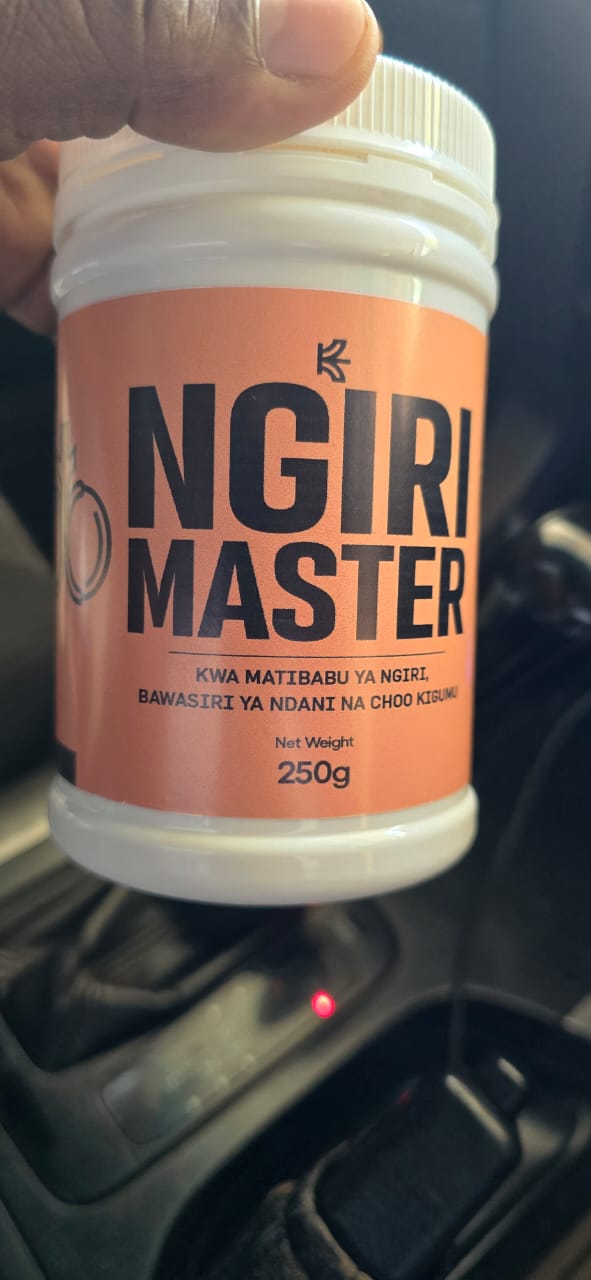 NGIRI
MASTER
KWA MATIBABU YA NGIRI,
BAWASIRI YA NDANI NA CHOO KIGUMU
Net Weight
250g